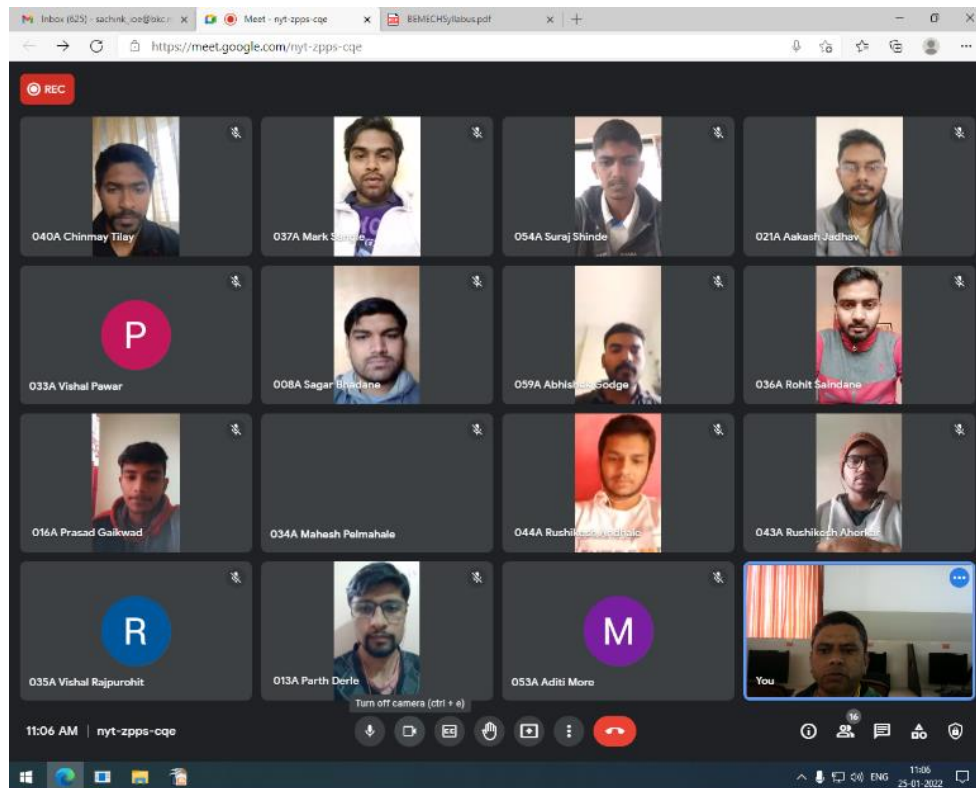 Inbox (625) - sachink_ioe@bkc.
Meet - nyt-zpps-cqe
BEMECHSyllabus.pdf
https://meet.google.com/nyt-zpps-cqe
REC
040A Chinmay Tilay
037A Mark
054A Suraj Shinde
021A Aakash Jadhav
P
033A Vishal Pawar
008A Sagar Bhadane
059A Abhishek Godge
036A Rohit Saindane
016A Prasad Gaikwad
034A Mahesh Pelmahale
044A Rushikesh
043A Rushikesh Aherkar
R
035A Vishal Rajpurohit
013A Parth Derle
M
053A Aditi More
You
Turn off camera (ctrl + e)
11:06 AM | nyt-zpps-cqe
16
ENG
11:06
25-01-2022